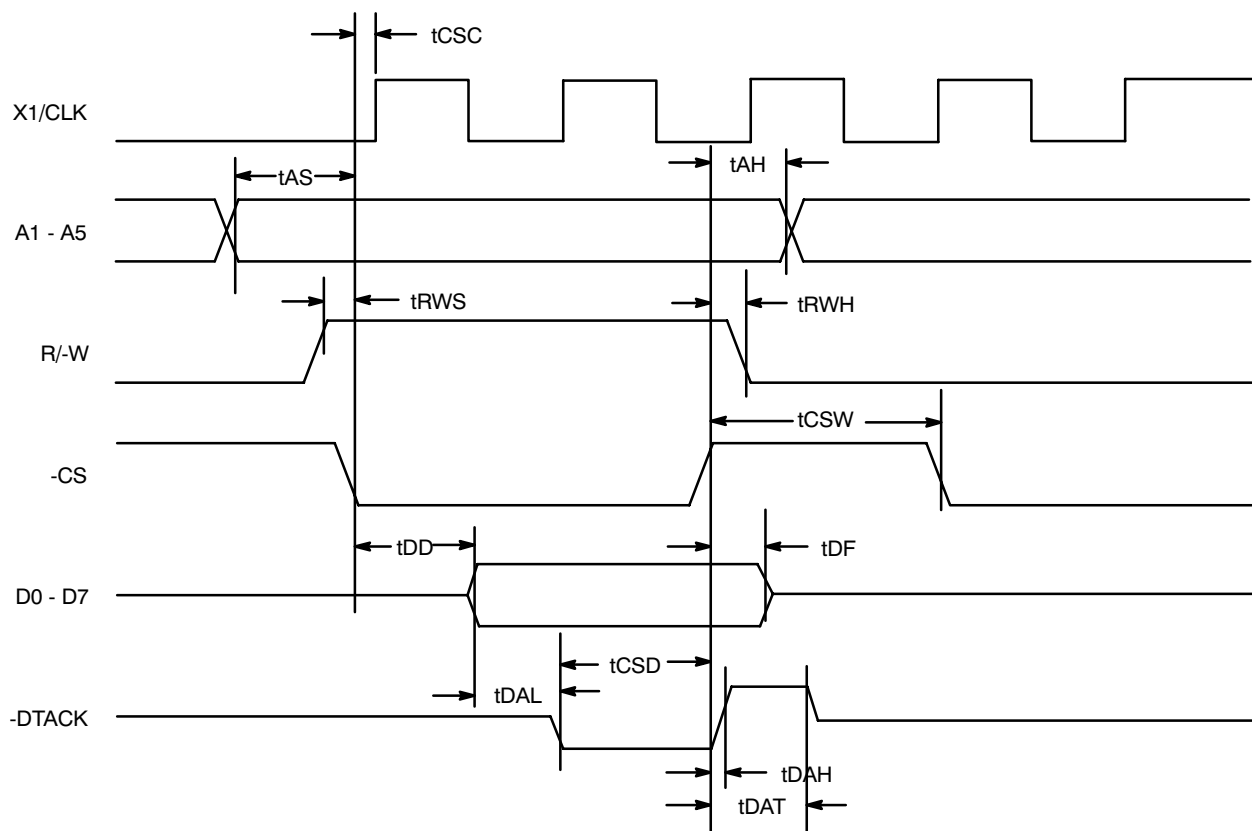 tCSC
X1/CLK
tAS
tAH
A1 - A5
tRWS
tRWH
R/-W
tCSW
-CS
tDD
tDF
D0 - D7
tCSD
tDAL
-DTACK
tDAH
tDAT